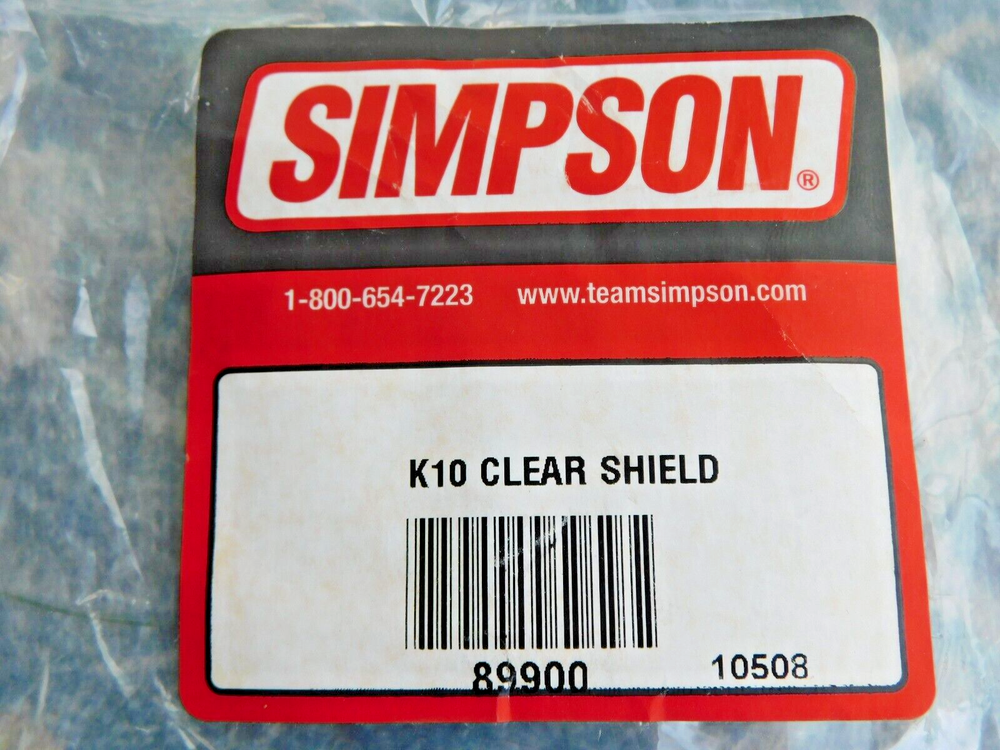 SIMPSON®
1-800-654-7223 www.teamsimpson.com
K10 CLEAR SHIELD
89900 10508